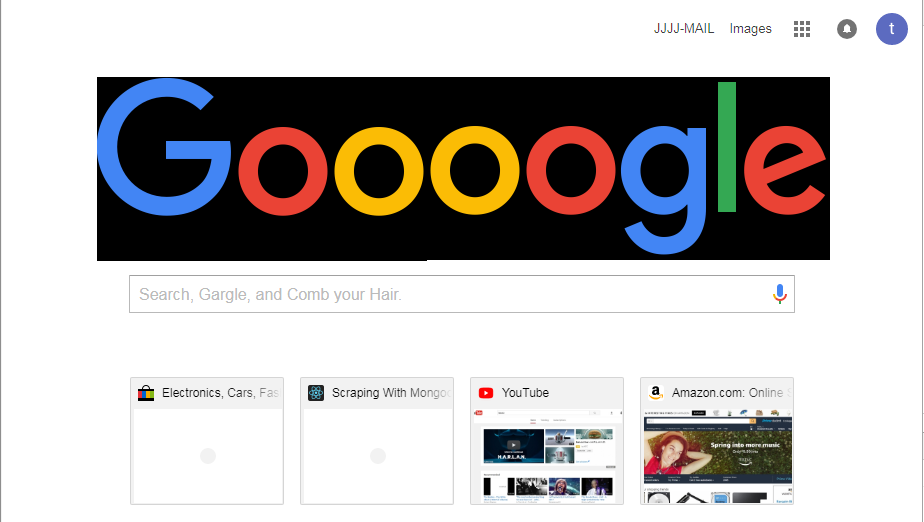 JJJJ-MAIL Images t
Goooogle
Search, Gargle, and Comb your Hair.
Electronics, Cars, Fas Scraping With Mongo YouTube Amazon.com: Online
H.A.R.L.A.N. Spring into more music